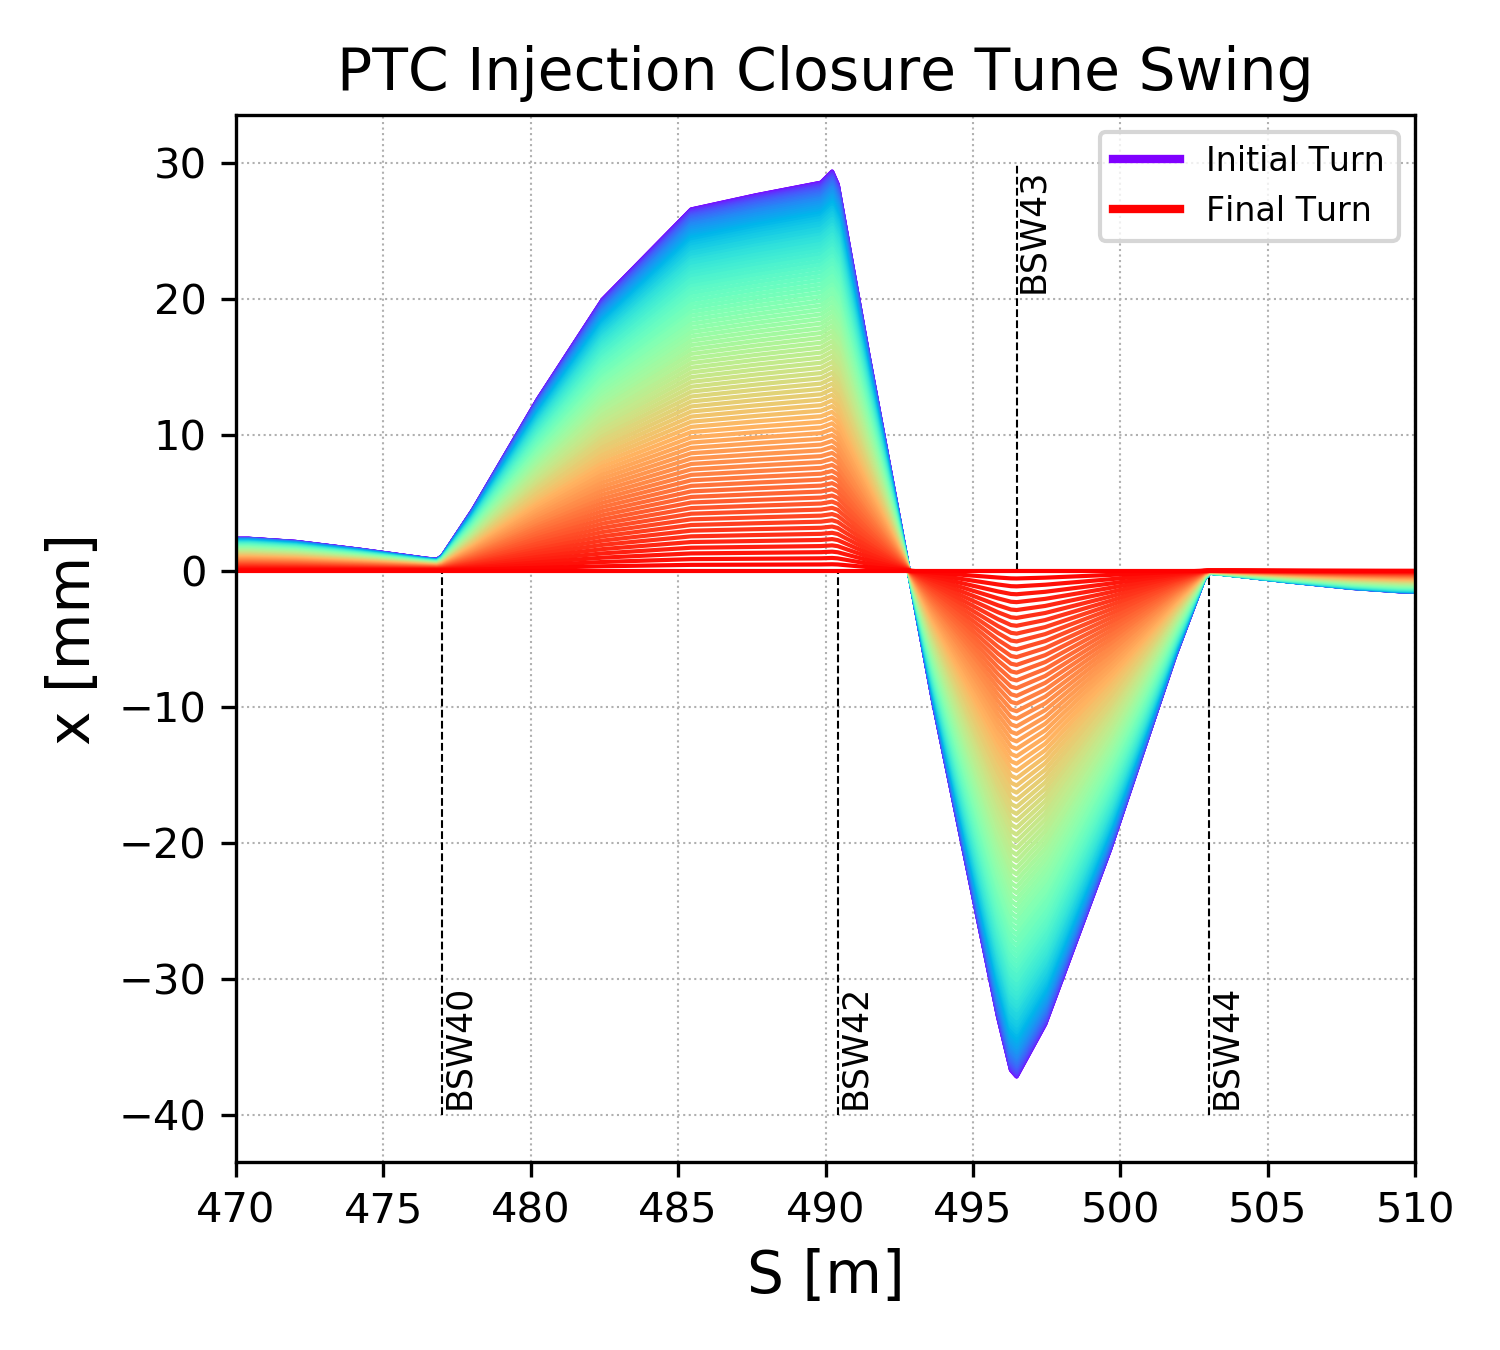 PTC Injection Closure Tune Swing
Initial Turn
Final Turn
30
20
10
0
−10
−20
−30
−40
x [mm]
BSW43
BSW40
BSW42
BSW44
470
475
480
485
490
495
500
505
510
S [m]